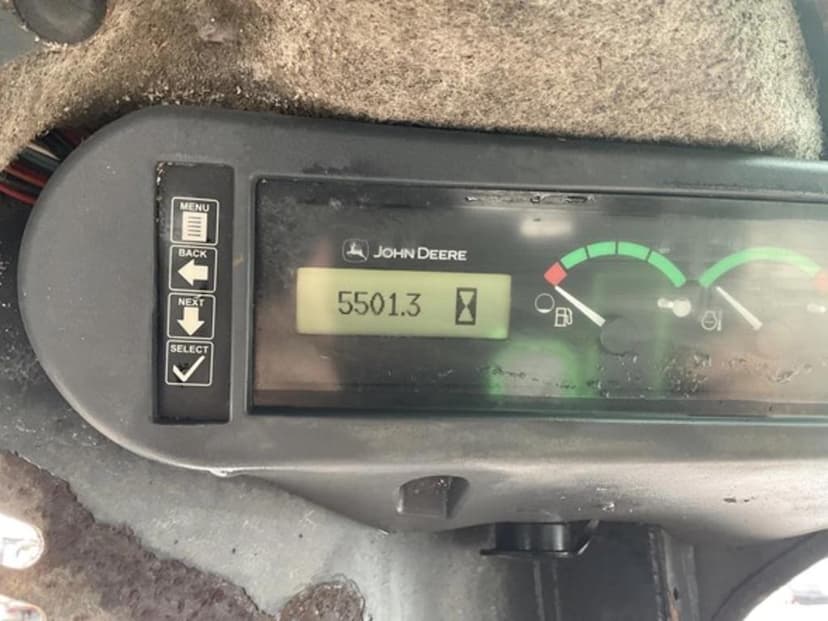 MENU
BACK
NEXT
SELECT
JOHN DEERE
5501.3